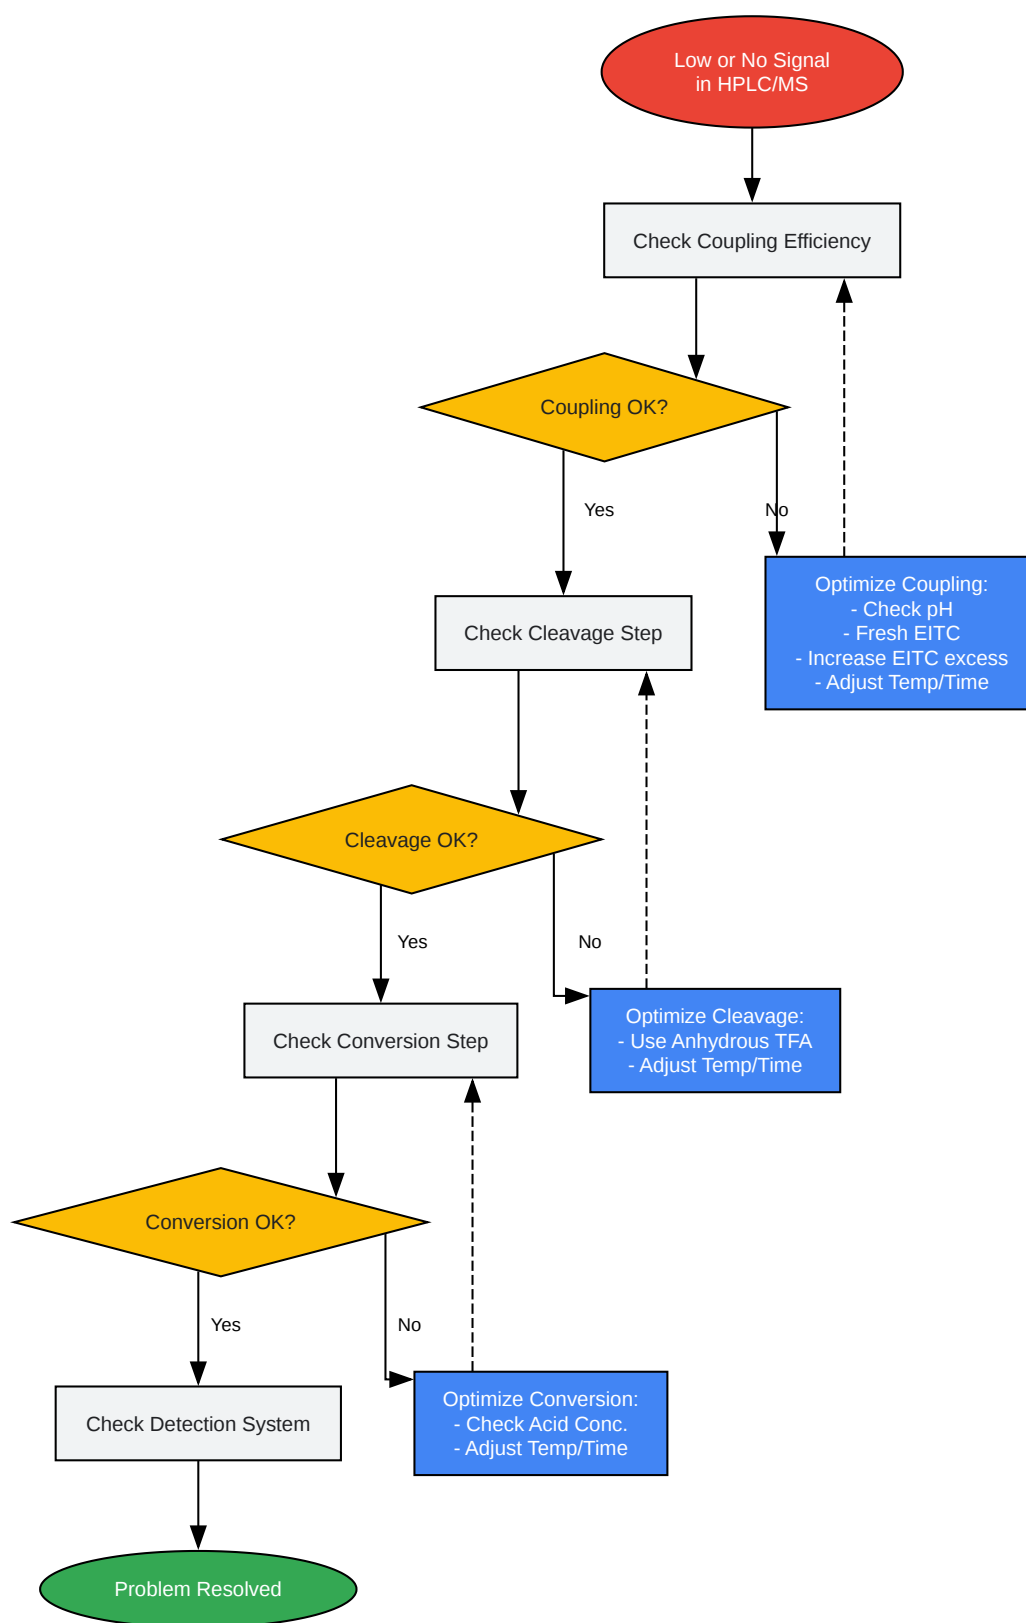 Low or No Signal
in HPLC/MS
Check Coupling Efficiency
Coupling OK?
Yes
No
Optimize Coupling:
- Check pH
- Fresh EITC
- Increase EITC excess
- Adjust Temp/Time
Check Cleavage Step
Cleavage OK?
Yes
No
Optimize Cleavage:
- Use Anhydrous TFA
- Adjust Temp/Time
Check Conversion Step
Conversion OK?
Yes
No
Optimize Conversion:
- Check Acid Conc.
- Adjust Temp/Time
Check Detection System
Problem Resolved